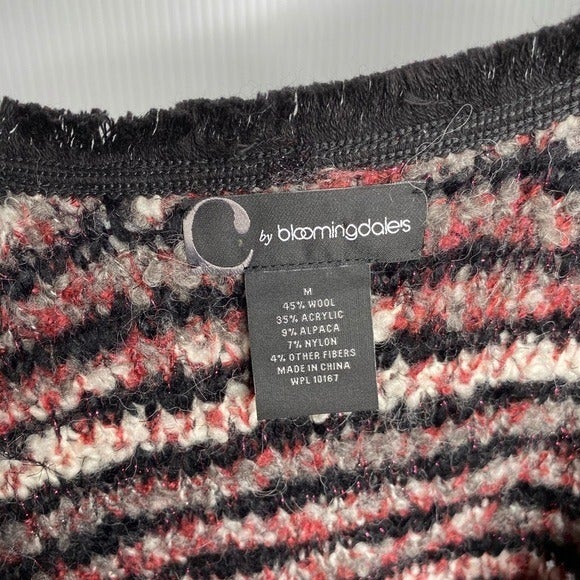 C by bloomingdale's
M
45% WOOL
35% ACRYLIC
9% ALPACA
7% NYLON
4% OTHER FIBERS
MADE IN CHINA
WPL 10167